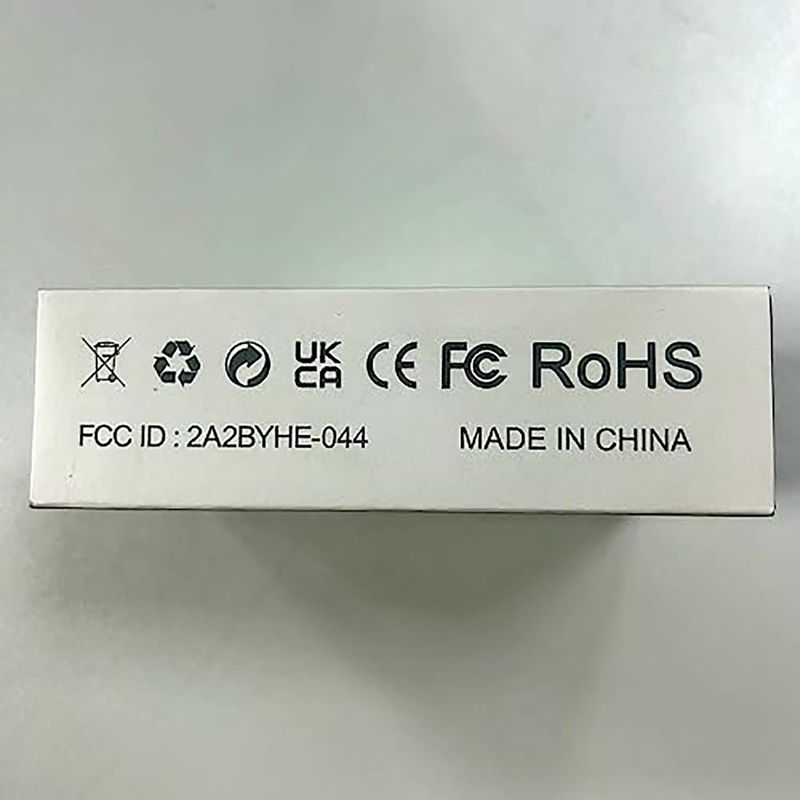 UK CA CE FC RoHS
FCC ID : 2A2BYHE-044 MADE IN CHINA